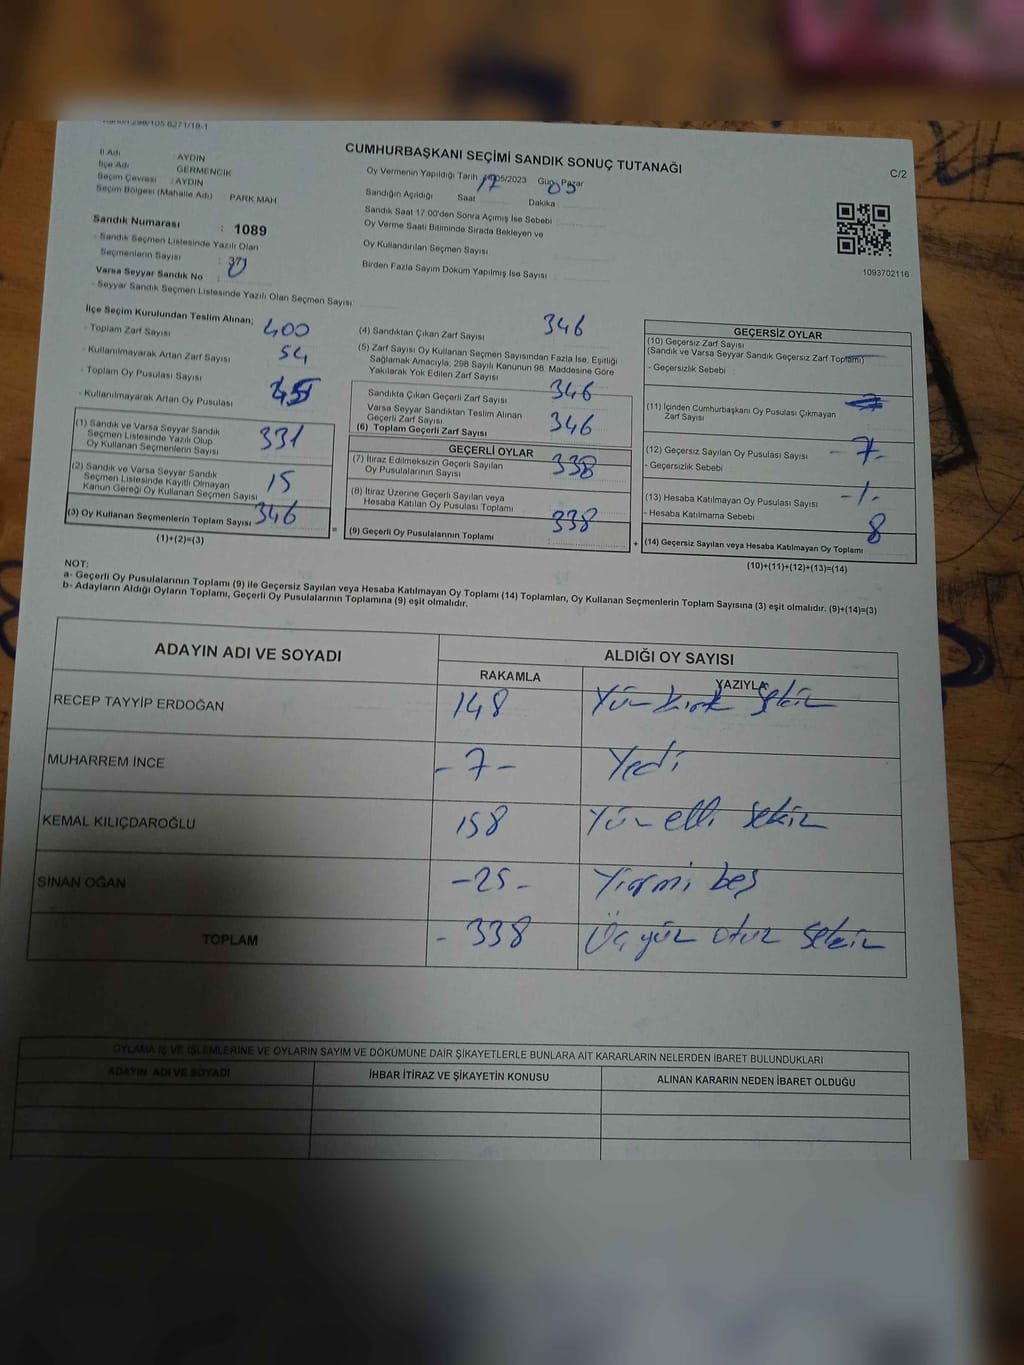 CUMHURBAŞKANI SEÇİMİ SANDIK SONUÇ TUTANAĞI
C/2
İl Adı : AYDIN
İlçe Adı : GERMENCİK
Seçim Çevresi : AYDIN
Seçim Bölgesi (Mahalle Adı) PARK MAH
Sandık Numarası : 1089
- Sandık Seçmen Listesinde Yazılı Olan
Seçmenlerin Sayısı : 371
Varsa Seyyar Sandık No : 0
- Seyyar Sandık Seçmen Listesinde Yazılı Olan Seçmen Sayısı
Oy Vermenin Yapıldığı Tarih 05/2023 Gün Pazar
Sandığın Açıldığı Saat 17 Dakika 05
Sandık Saat 17:00'den Sonra Açımış İse Sebebi
Oy Verme Saati Bitiminde Sırada Bekleyen ve
Oy Kullandırılan Seçmen Sayısı
Birden Fazla Sayım Döküm Yapılmış İse Sayısı
1093702116
İlçe Seçim Kurulundan Teslim Alınan;
- Toplam Zarf Sayısı 400
- Kullanılmayarak Artan Zarf Sayısı 54
- Toplam Oy Pusulası Sayısı
- Kullanılmayarak Artan Oy Pusulası
(1) Sandık ve Varsa Seyyar Sandık
Seçmen Listesinde Yazılı Olup
Oy Kullanan Seçmenlerin Sayısı 331
(2) Sandık ve Varsa Seyyar Sandık
Seçmen Listesinde Kayıtlı Olmayan
Kanun Gereği Oy Kullanan Seçmen Sayısı 15
(3) Oy Kullanan Seçmenlerin Toplam Sayısı 346
(1)+(2)=(3)
=
(4) Sandıktan Çıkan Zarf Sayısı 346
(5) Zarf Sayısı Oy Kullanan Seçmen Sayısından Fazla İse, Eşitliği
Sağlamak Amacıyla, 298 Sayılı Kanunun 98. Maddesine Göre
Yakılarak Yok Edilen Zarf Sayısı
Sandıkta Çıkan Geçerli Zarf Sayısı 346
Varsa Seyyar Sandıktan Teslim Alınan
Geçerli Zarf Sayısı
(6) Toplam Geçerli Zarf Sayısı 346
GEÇERLİ OYLAR
(7) İtiraz Edilmeksizin Geçerli Sayılan
Oy Pusulalarının Sayısı 338
(8) İtiraz Üzerine Geçerli Sayılan veya
Hesaba Katılan Oy Pusulası Toplamı
(9) Geçerli Oy Pusulalarının Toplamı 338
+
GEÇERSİZ OYLAR
(10) Geçersiz Zarf Sayısı
(Sandık ve Varsa Seyyar Sandık Geçersiz Zarf Toplamı)
- Geçersizlik Sebebi
(11) İçinden Cumhurbaşkanı Oy Pusulası Çıkmayan
Zarf Sayısı
(12) Geçersiz Sayılan Oy Pusulası Sayısı - 7 -
- Geçersizlik Sebebi
(13) Hesaba Katılmayan Oy Pusulası Sayısı - 1 -
- Hesaba Katılmama Sebebi
(14) Geçersiz Sayılan veya Hesaba Katılmayan Oy Toplamı 8
(10)+(11)+(12)+(13)=(14)
NOT:
a- Geçerli Oy Pusulalarının Toplamı (9) ile Geçersiz Sayılan veya Hesaba Katılmayan Oy Toplamı (14) Toplamları, Oy Kullanan Seçmenlerin Toplam Sayısına (3) eşit olmalıdır. (9)+(14)=(3)
b- Adayların Aldığı Oyların Toplamı, Geçerli Oy Pusulalarının Toplamına (9) eşit olmalıdır.
ADAYIN ADI VE SOYADI
ALDIĞI OY SAYISI
RAKAMLA YAZIYLA
RECEP TAYYİP ERDOĞAN 148 Yüz kırk sekiz
MUHARREM İNCE - 7 - Yedi
KEMAL KILIÇDAROĞLU 158 Yüz elli sekiz
SİNAN OĞAN - 25 - Yirmi beş
TOPLAM - 338 Üç yüz otuz sekiz
OYLAMA İŞ VE İŞLEMLERİNE VE OYLARIN SAYIM VE DÖKÜMÜNE DAİR ŞİKAYETLERLE BUNLARA AİT KARARLARIN NELERDEN İBARET BULUNDUKLARI
ADAYIN ADI VE SOYADI İHBAR İTİRAZ VE ŞİKAYETİN KONUSU ALINAN KARARIN NEDEN İBARET OLDUĞU